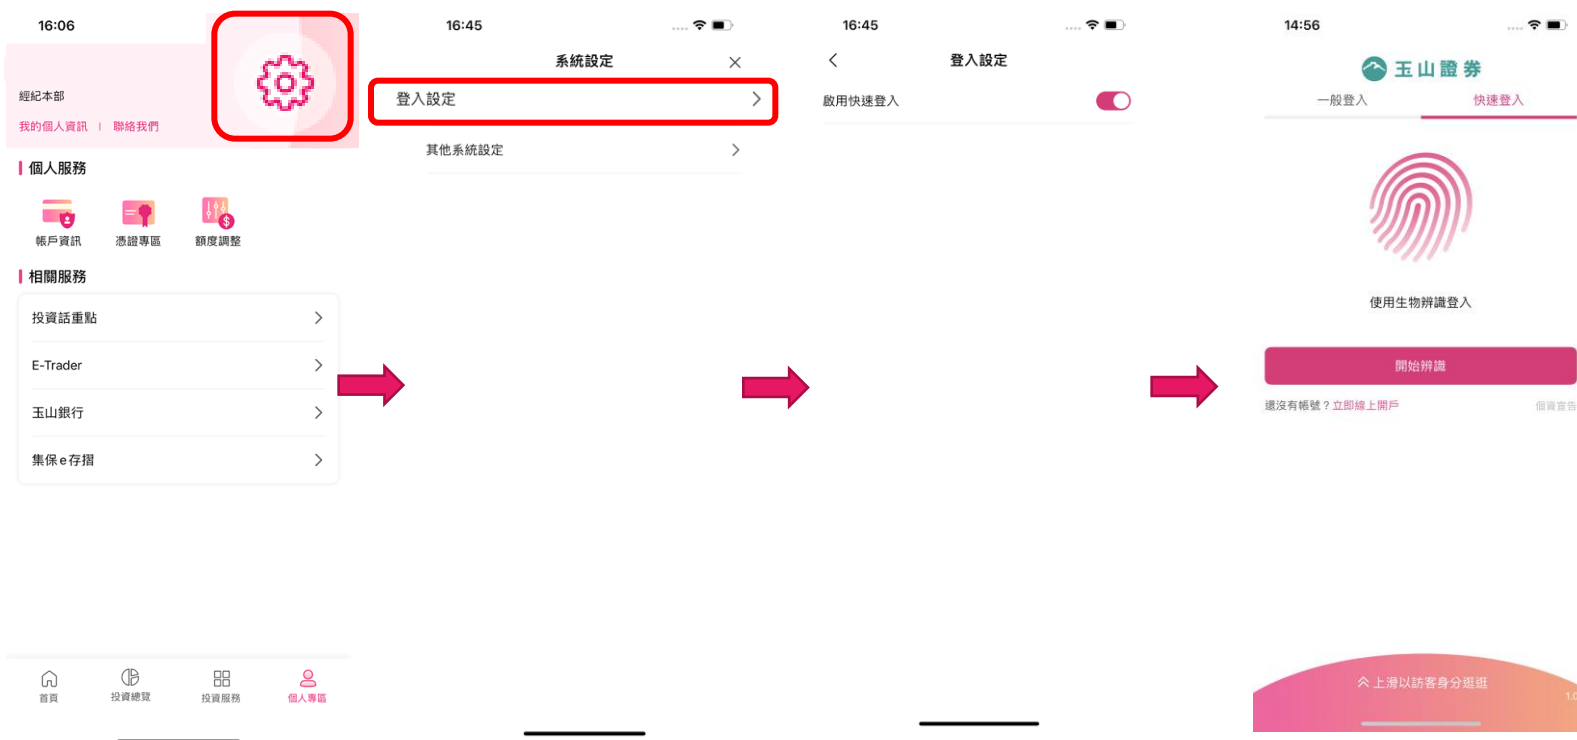 16:06
經紀本部
我的個人資訊 | 聯絡我們
個人服務
帳戶資訊
憑證專區
額度調整
相關服務
投資話重點
E-Trader
玉山銀行
集保e存摺
首頁
投資總覽
投資服務
個人專區
16:45
系統設定
登入設定
其他系統設定
16:45
登入設定
啟用快速登入
14:56
玉山證券
一般登入
快速登入
使用生物辨識登入
開始辨識
還沒有帳號？立即線上開戶
個資宣告
上滑以訪客身分逛逛
1.0